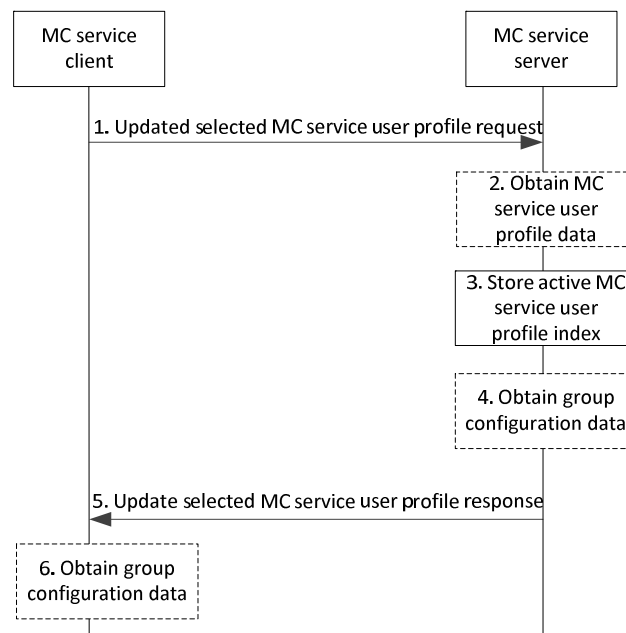 MC service
client
MC service
server
1. Updated selected MC service user profile request
2. Obtain MC
service user
profile data
3. Store active MC
service user
profile index
4. Obtain group
configuration data
5. Update selected MC service user profile response
6. Obtain group
configuration data